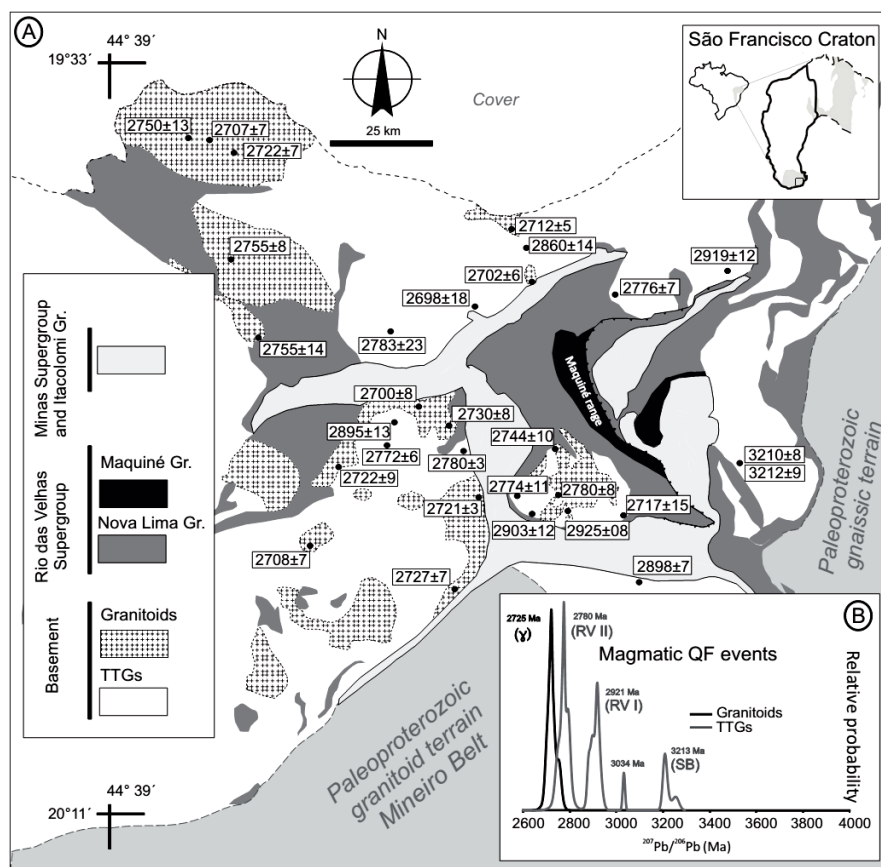 A
44° 39´
19°33´
N
25 km
Cover
São Francisco Craton
2750±13
2707±7
2722±7
2712±5
2860±14
2755±8
2919±12
2702±6
2776±7
2698±18
2783±23
2755±14
Maquiné range
2700±8
2730±8
2895±13
2744±10
2772±6
2780±3
3210±8
3212±9
2722±9
2774±11
2780±8
2717±15
2721±3
2903±12
2925±08
2708±7
2898±7
2727±7
Minas Supergroup
and Itacolomi Gr.
Rio das Velhas
Supergroup
Maquiné Gr.
Nova Lima Gr.
Basement
Granitoids
TTGs
44° 39´
20°11´
Paleoproterozoic
granitoid terrain
Mineiro Belt
Paleoproterozoic
gnaissic terrain
B
2725 Ma
(ɣ)
2780 Ma
(RV II)
Magmatic QF events
2921 Ma
(RV I)
Granitoids
TTGs
3034 Ma
3213 Ma
(SB)
Relative probability
2600 2800 3000 3200 3400 4000
²⁰⁷Pb/²⁰⁶Pb (Ma)